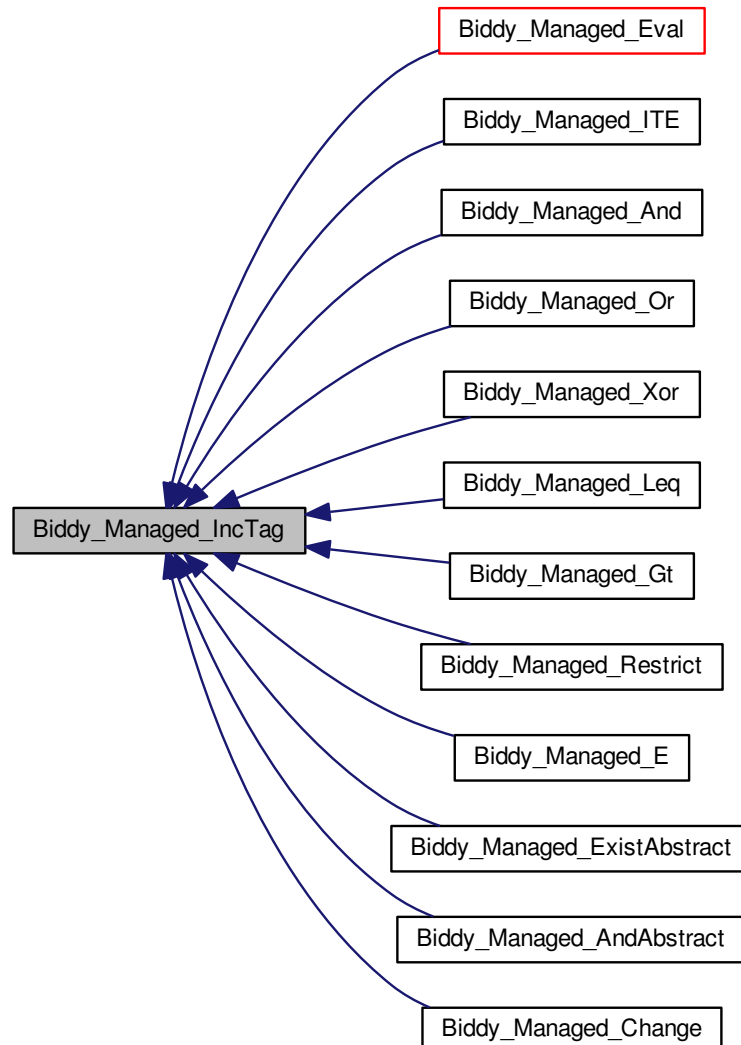 Biddy_Managed_Eval
Biddy_Managed_ITE
Biddy_Managed_And
Biddy_Managed_Or
Biddy_Managed_Xor
Biddy_Managed_Leq
Biddy_Managed_IncTag
Biddy_Managed_Gt
Biddy_Managed_Restrict
Biddy_Managed_E
Biddy_Managed_ExistAbstract
Biddy_Managed_AndAbstract
Biddy_Managed_Change